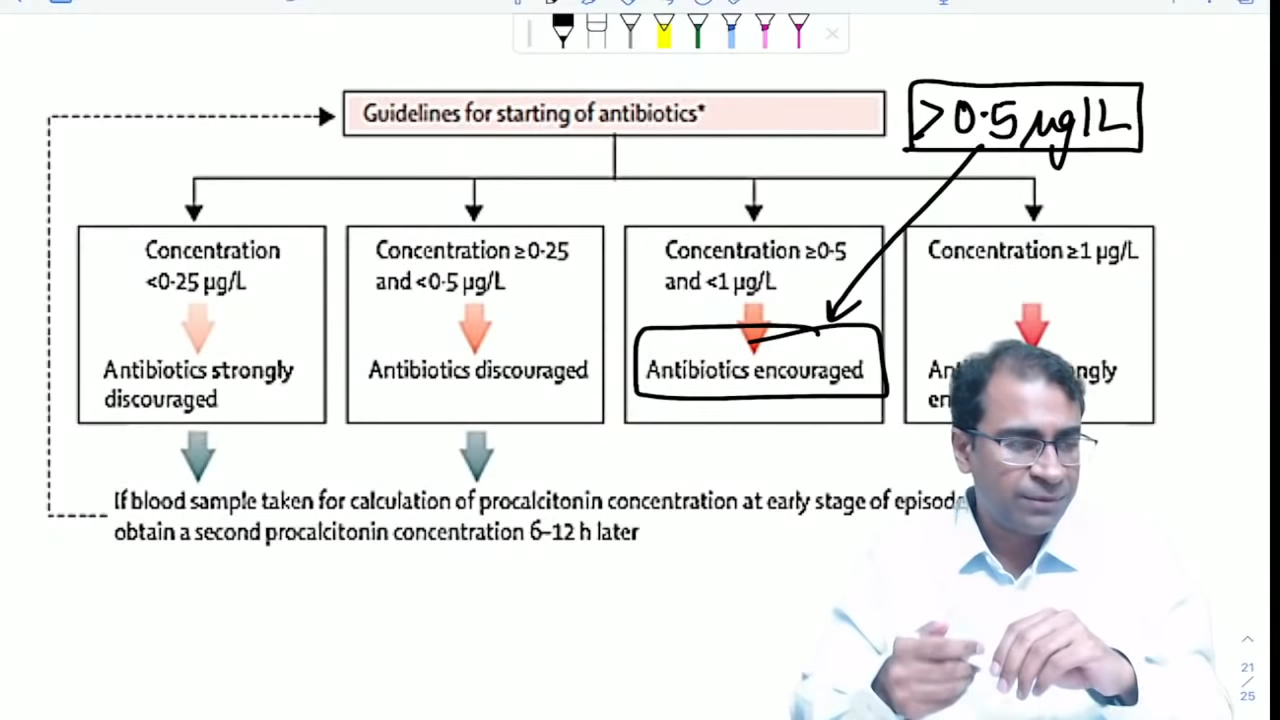 Guidelines for starting of antibiotics*
>0.5 µg/L
Concentration
<0·25 µg/L
Antibiotics strongly
discouraged
Concentration ≥0·25
and <0·5 µg/L
Antibiotics discouraged
Concentration ≥0·5
and <1 µg/L
Antibiotics encouraged
Concentration ≥1 µg/L
If blood sample taken for calculation of procalcitonin concentration at early stage of episode
obtain a second procalcitonin concentration 6–12 h later
21
/
25